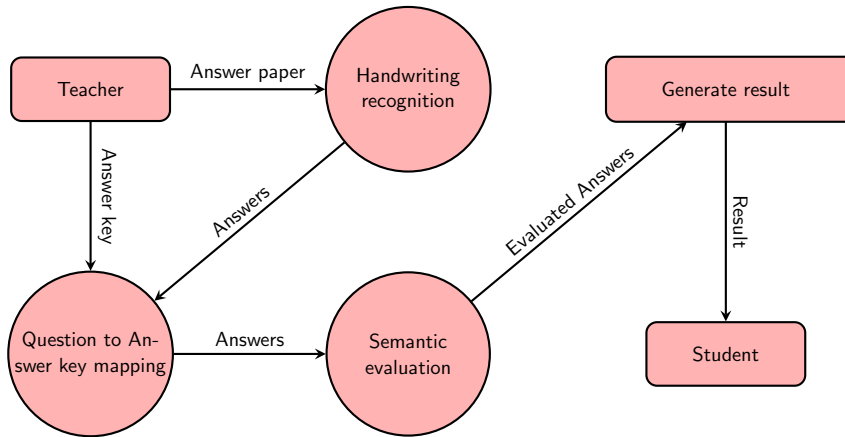 Teacher
Answer paper
Handwriting
recognition
Generate result
Answer key
Answers
Evaluated Answers
Result
Question to An-
swer key mapping
Answers
Semantic
evaluation
Student